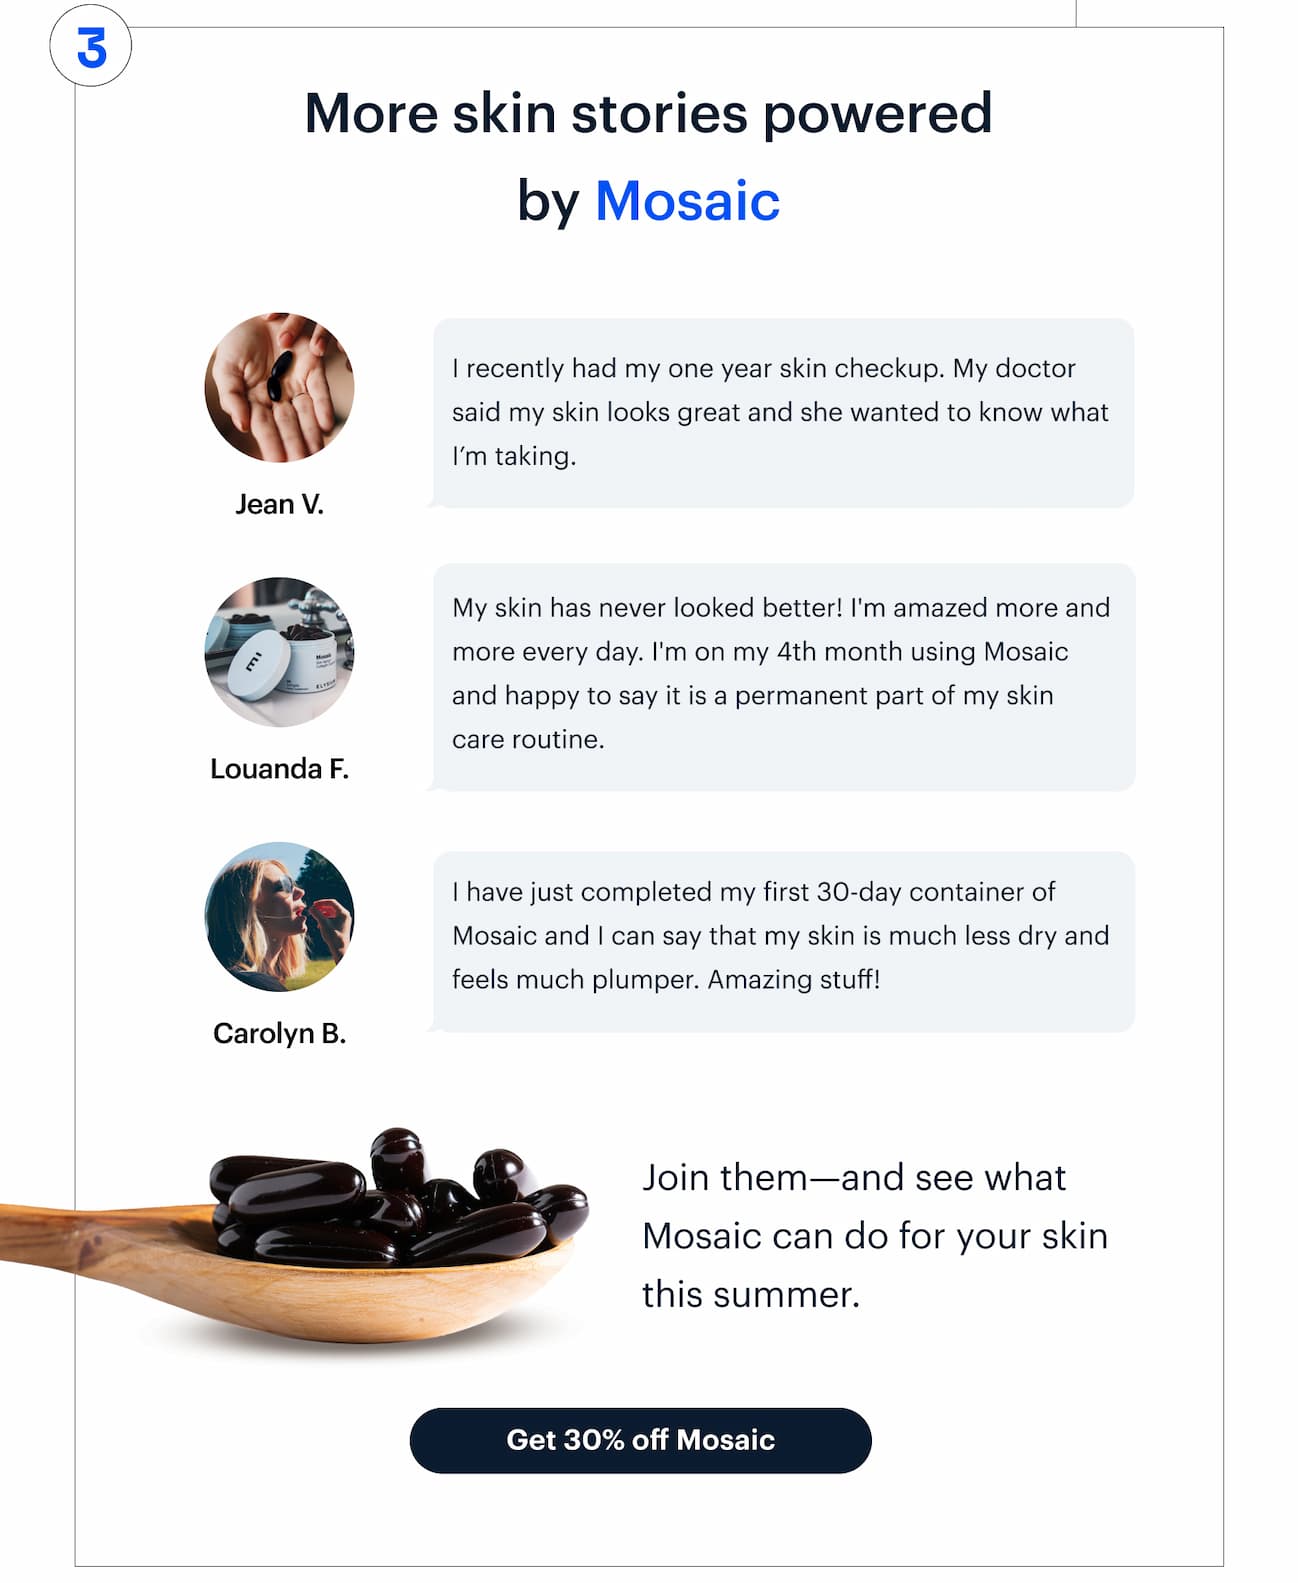 3
More skin stories powered
by Mosaic
I recently had my one year skin checkup. My doctor
said my skin looks great and she wanted to know what
I’m taking.
Jean V.
My skin has never looked better! I'm amazed more and
more every day. I'm on my 4th month using Mosaic
and happy to say it is a permanent part of my skin
care routine.
Mosaic
ELYSIUM
Louanda F.
I have just completed my first 30-day container of
Mosaic and I can say that my skin is much less dry and
feels much plumper. Amazing stuff!
Carolyn B.
Join them—and see what
Mosaic can do for your skin
this summer.
Get 30% off Mosaic